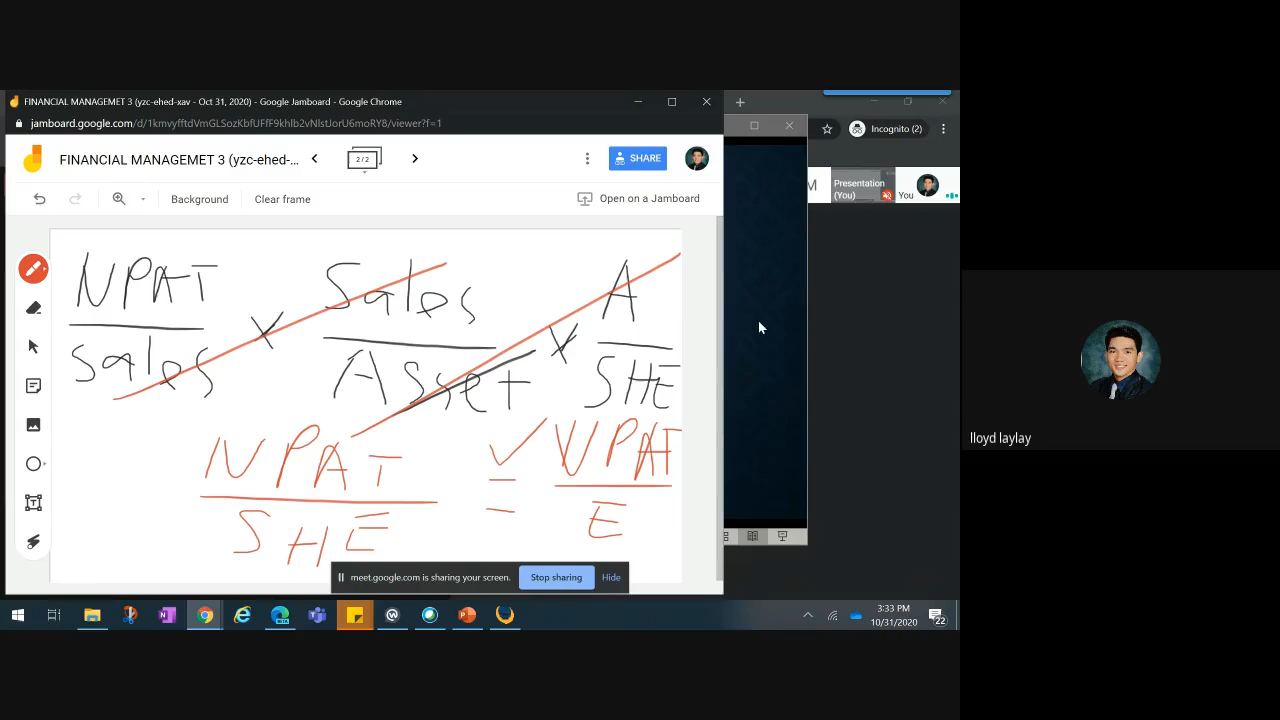 FINANCIAL MANAGEMET 3 (yzc-ehed-xav - Oct 31, 2020) - Google Jamboard - Google Chrome
jamboard.google.com/d/1kmvyfftdVmGLSozKbfUFfF9khlb2vNlstJorU6moRY8/viewer?f=1
Incognito (2)
FINANCIAL MANAGEMET 3 (yzc-ehed-...
2/2
SHARE
M
Presentation
(You)
You
Background
Clear frame
Open on a Jamboard
NPAT
Sales
x
Sales
Asset
x
A
SHE
NPAT
SHE
=
NPAT
E
lloyd laylay
meet.google.com is sharing your screen.
Stop sharing
Hide
3:33 PM
10/31/2020
22